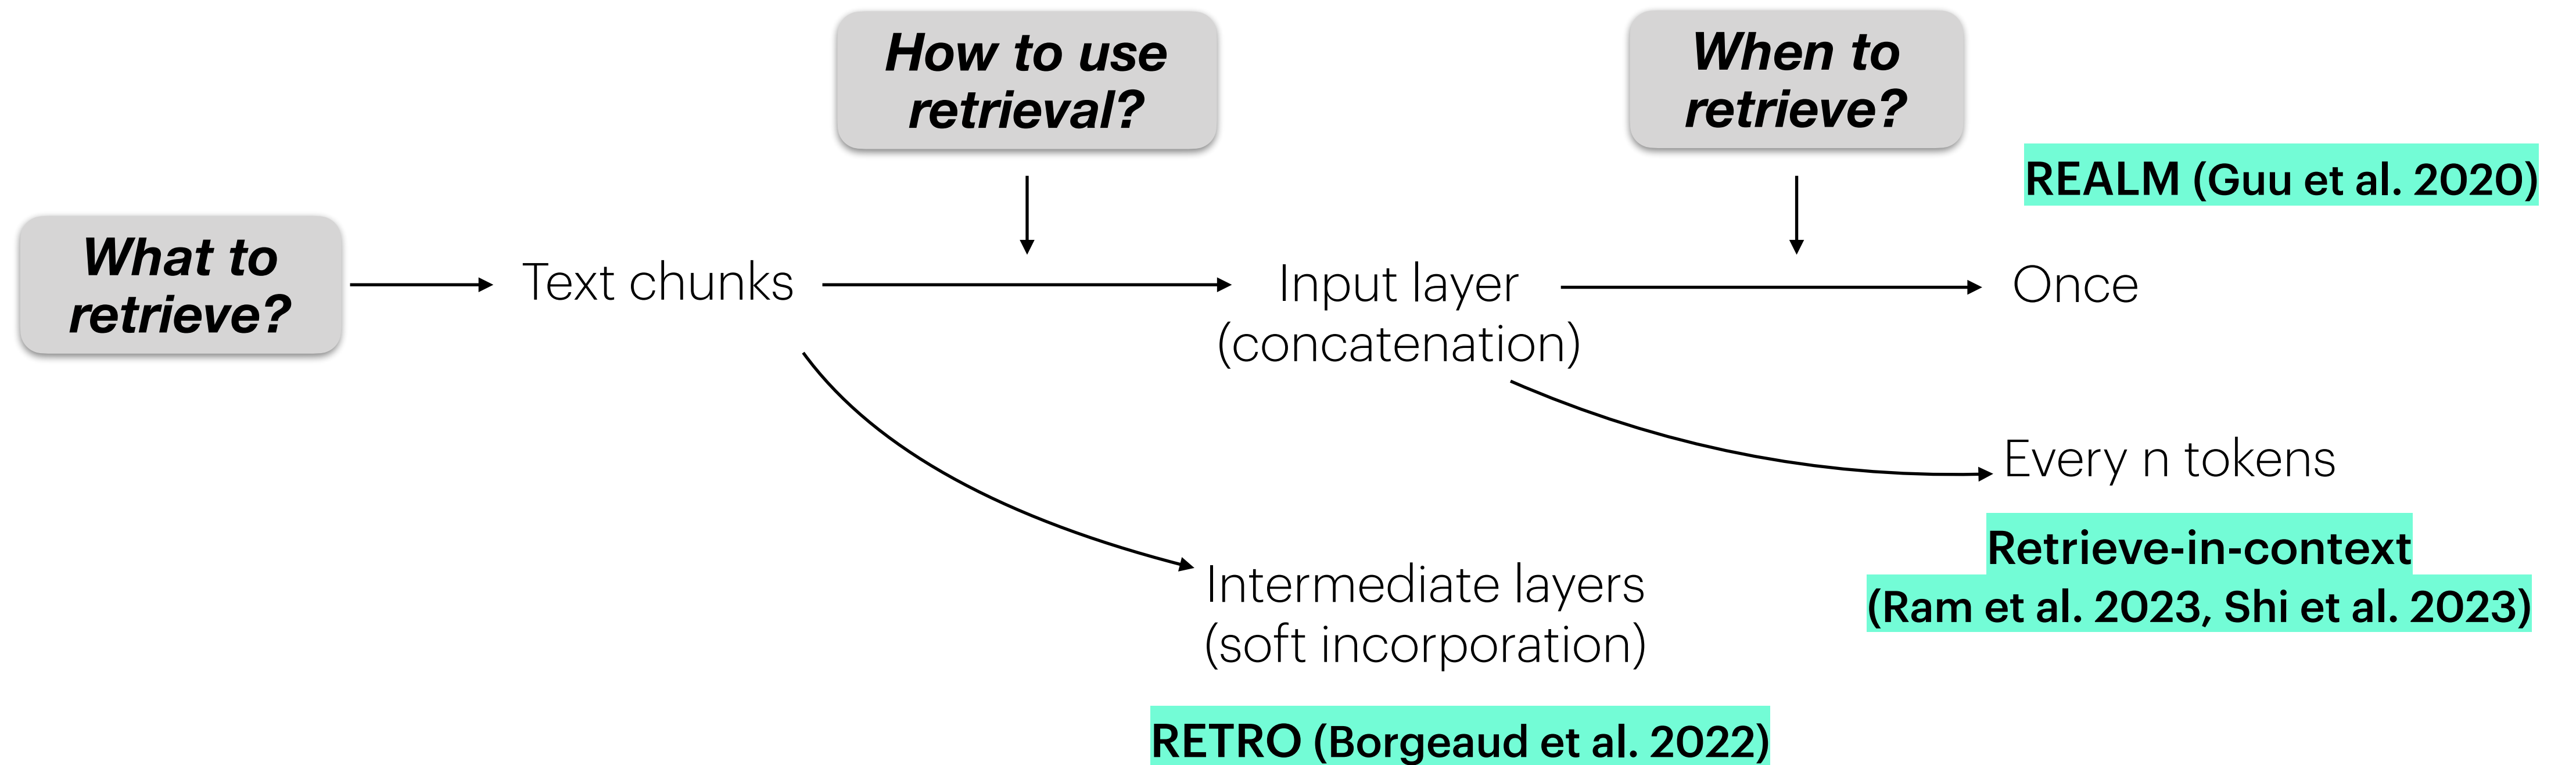 How to use
retrieval?
When to
retrieve?
REALM (Guu et al. 2020)
What to
retrieve?
Text chunks
Input layer
(concatenation)
Once
Every n tokens
Retrieve-in-context
(Ram et al. 2023, Shi et al. 2023)
Intermediate layers
(soft incorporation)
RETRO (Borgeaud et al. 2022)